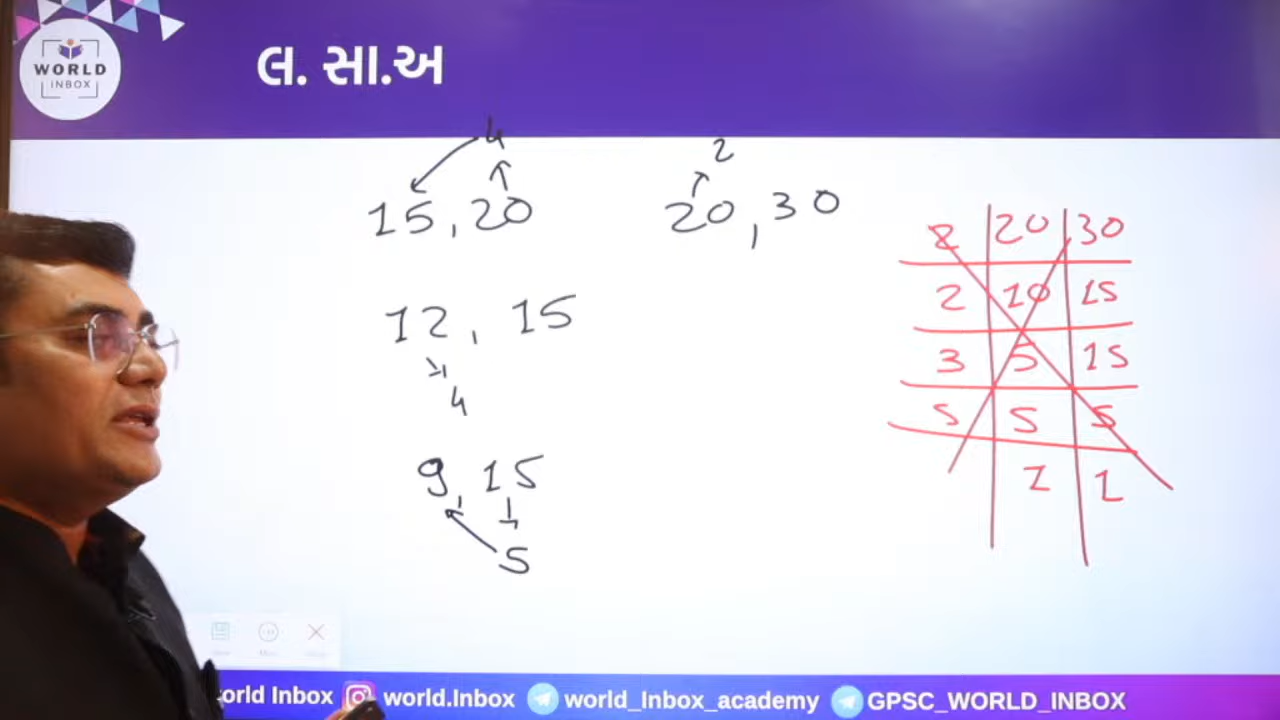 WORLD
INBOX
લ. સા.અ
4
15, 20
2
20, 30
12, 15
4
9, 15
5
2 20 30
2 10 15
3 5 15
5 5 5
1 1
orld Inbox world.Inbox world_Inbox_academy GPSC_WORLD_INBOX